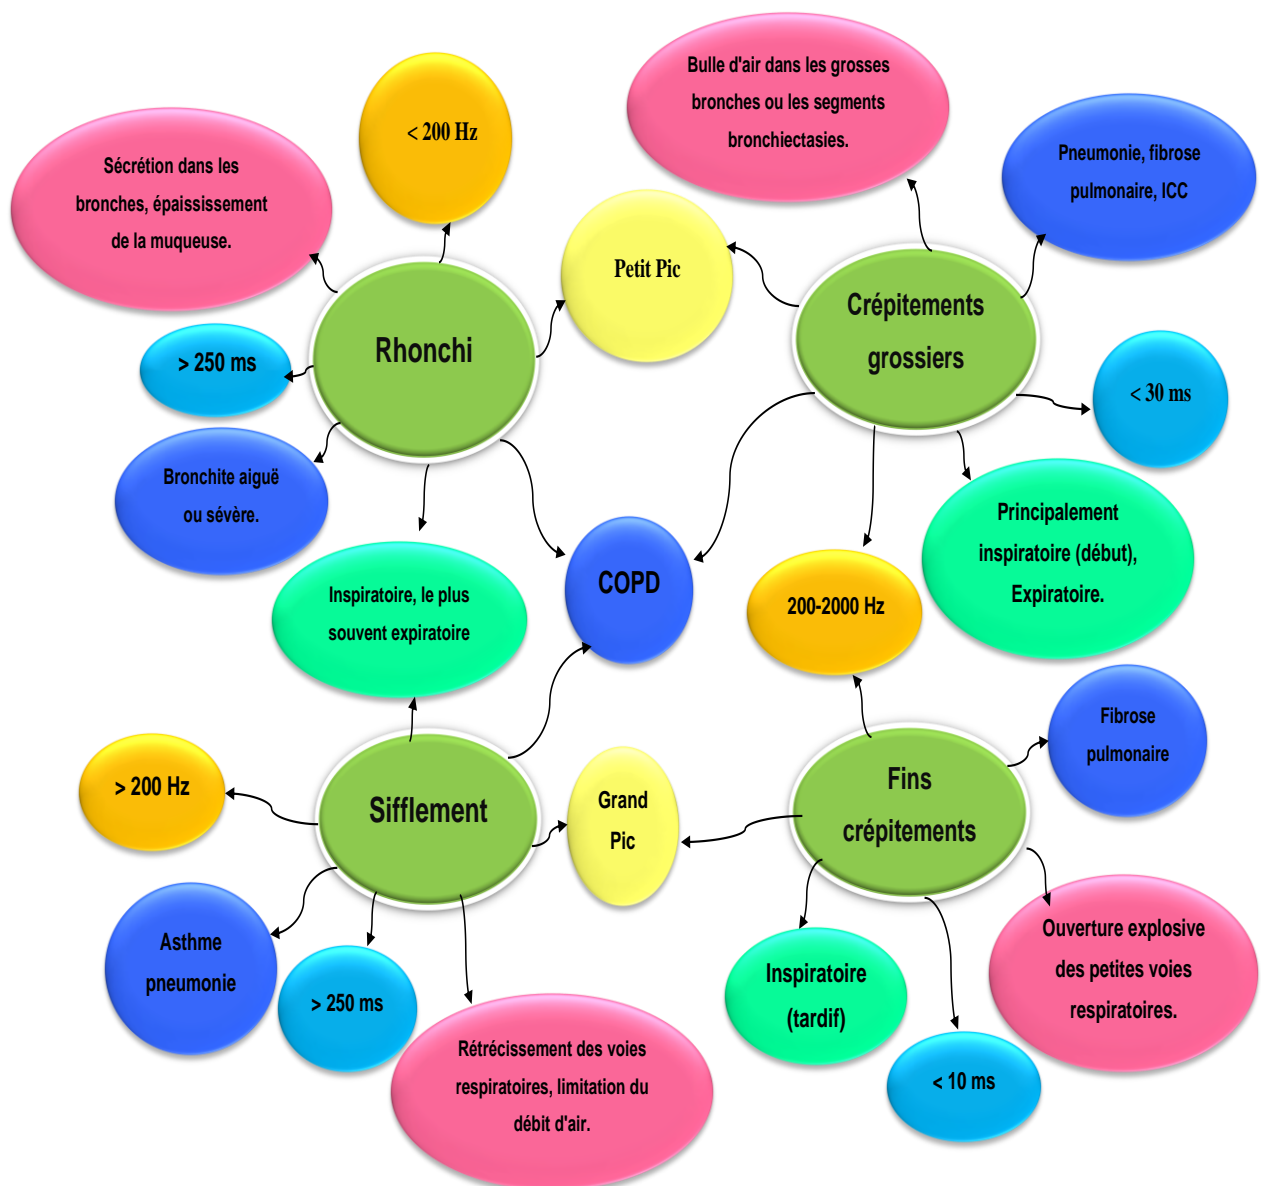 Bulle d'air dans les grosses
bronches ou les segments
bronchiectasies.
< 200 Hz
Pneumonie, fibrose
pulmonaire, ICC
Sécrétion dans les
bronches, épaississement
de la muqueuse.
Petit Pic
Crépitements
grossiers
Rhonchi
> 250 ms
< 30 ms
Bronchite aiguë
ou sévère.
Principalement
inspiratoire (début),
Expiratoire.
COPD
Inspiratoire, le plus
souvent expiratoire
200-2000 Hz
Fibrose
pulmonaire
> 200 Hz
Sifflement
Grand
Pic
Fins
crépitements
Asthme
pneumonie
> 250 ms
Inspiratoire
(tardif)
Ouverture explosive
des petites voies
respiratoires.
Rétrécissement des voies
respiratoires, limitation du
débit d'air.
< 10 ms